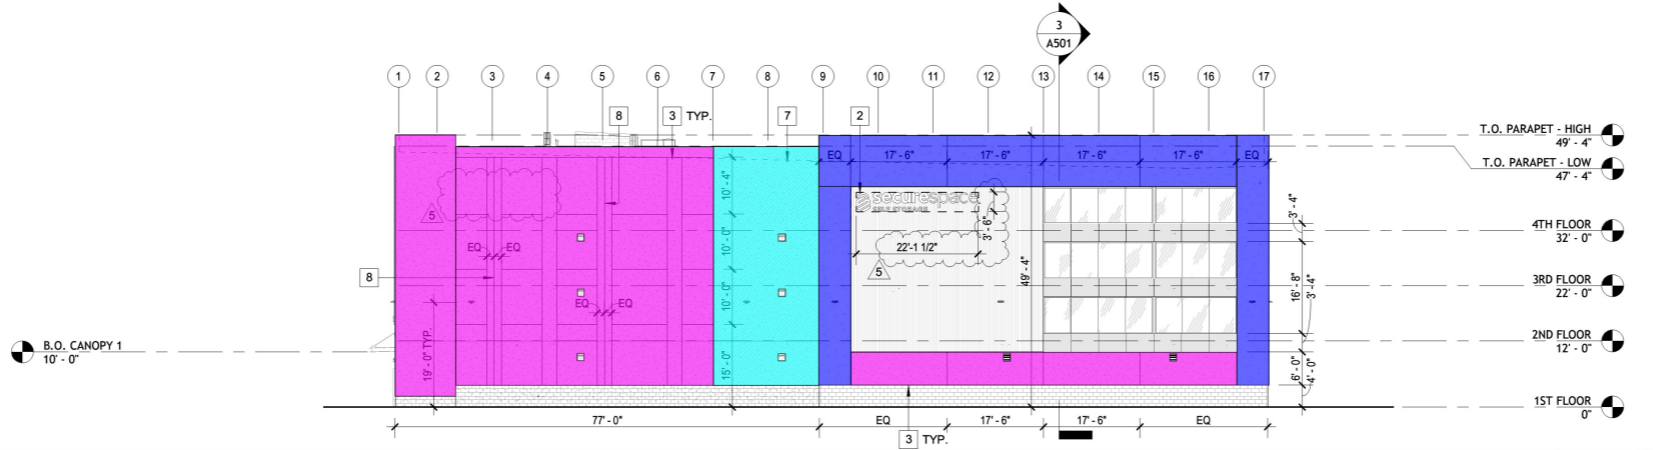 3
A501
1 2 3 4 5 6 7 8 9 10 11 12 13 14 15 16 17
8
3 TYP.
7
2
T.O. PARAPET - HIGH
49' - 4"
T.O. PARAPET - LOW
47' - 4"
EQ 17' - 6" 17' - 6" 17' - 6" 17' - 6" EQ
10' - 4"
securespace
SELF STORAGE
5
3' - 6"
3' - 4"
4TH FLOOR
32' - 0"
EQ EQ
10' - 0"
22'-1 1/2"
5
49' - 4"
8
16' - 8"
3' - 4"
3RD FLOOR
22' - 0"
EQ EQ
10' - 0"
B.O. CANOPY 1
10' - 0"
19' - 0" TYP.
15' - 0"
2ND FLOOR
12' - 0"
6' - 0"
4' - 0"
1ST FLOOR
0"
77' - 0" EQ 17' - 6" 17' - 6" EQ
3 TYP.